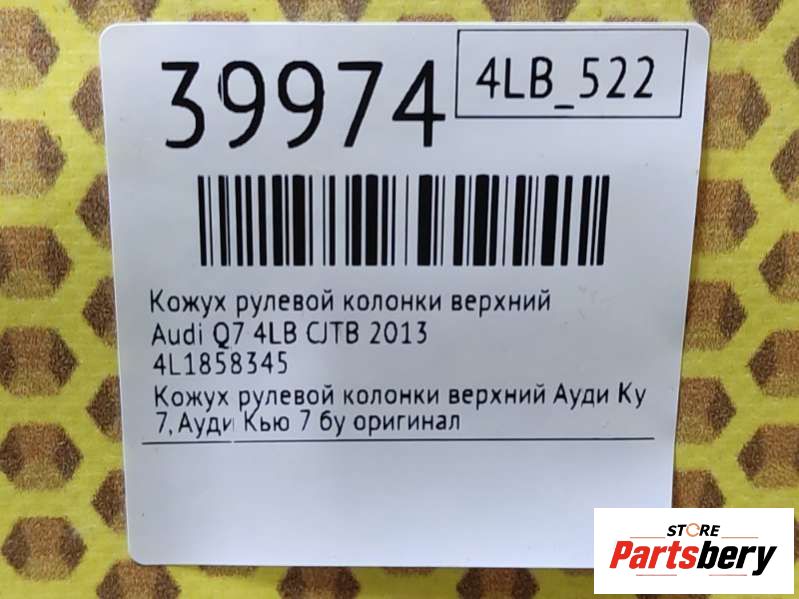 39974
4LB_522
Кожух рулевой колонки верхний
Audi Q7 4LB CJTB 2013
4L1858345
Кожух рулевой колонки верхний Ауди Ку
7, Ауди Кью 7 бу оригинал
STORE
Partsbery